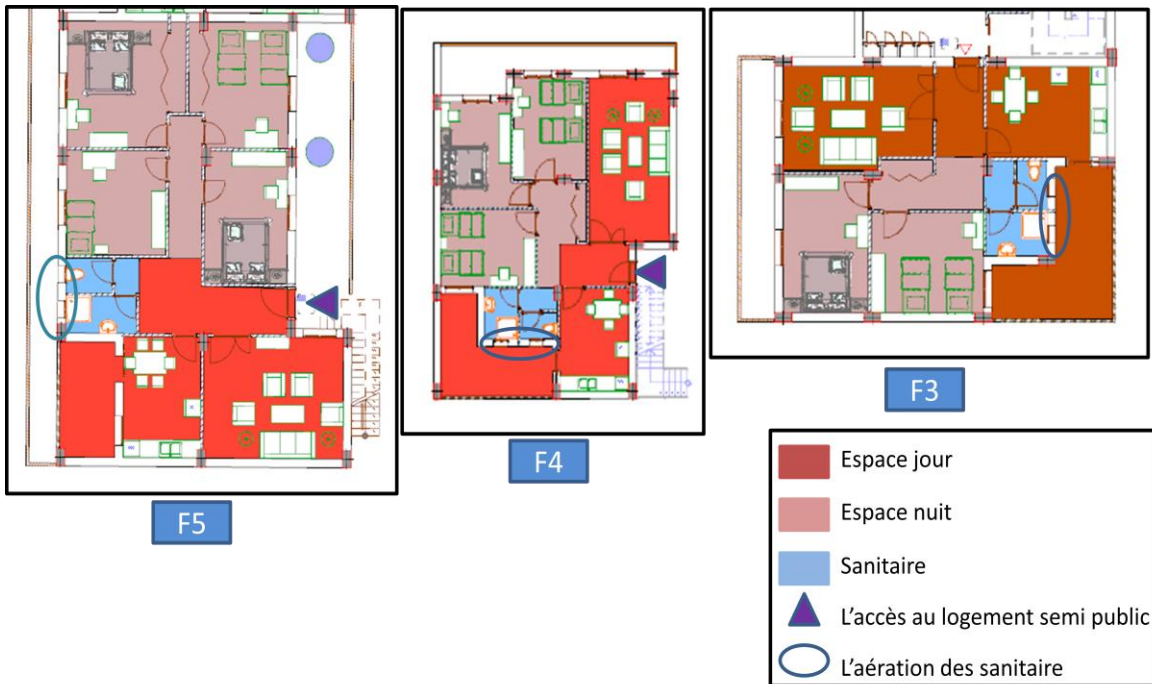 F3
F4
F5
Espace jour
Espace nuit
Sanitaire
L'accès au logement semi public
L'aération des sanitaire